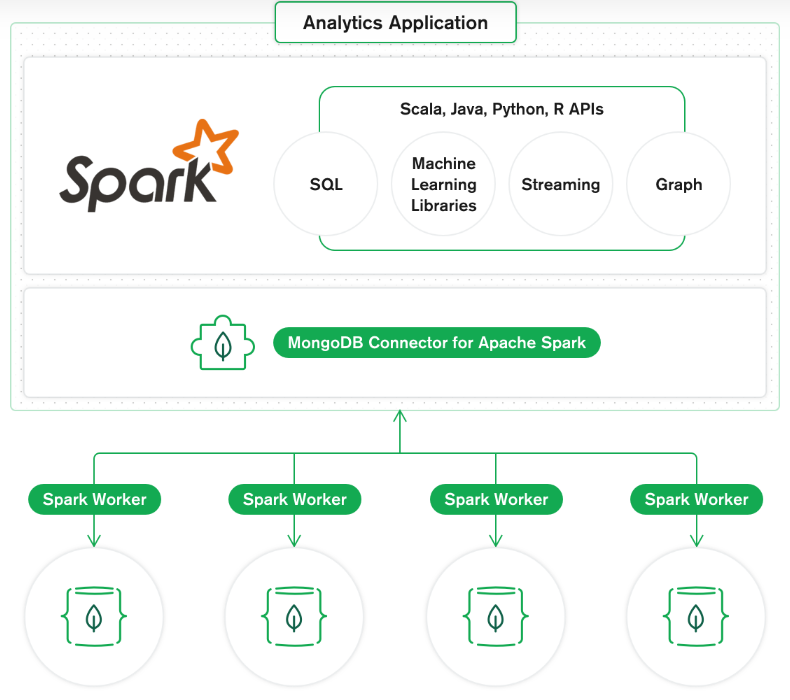 Analytics Application
Spark
Scala, Java, Python, R APIs
SQL
Machine
Learning
Libraries
Streaming
Graph
MongoDB Connector for Apache Spark
Spark Worker
Spark Worker
Spark Worker
Spark Worker